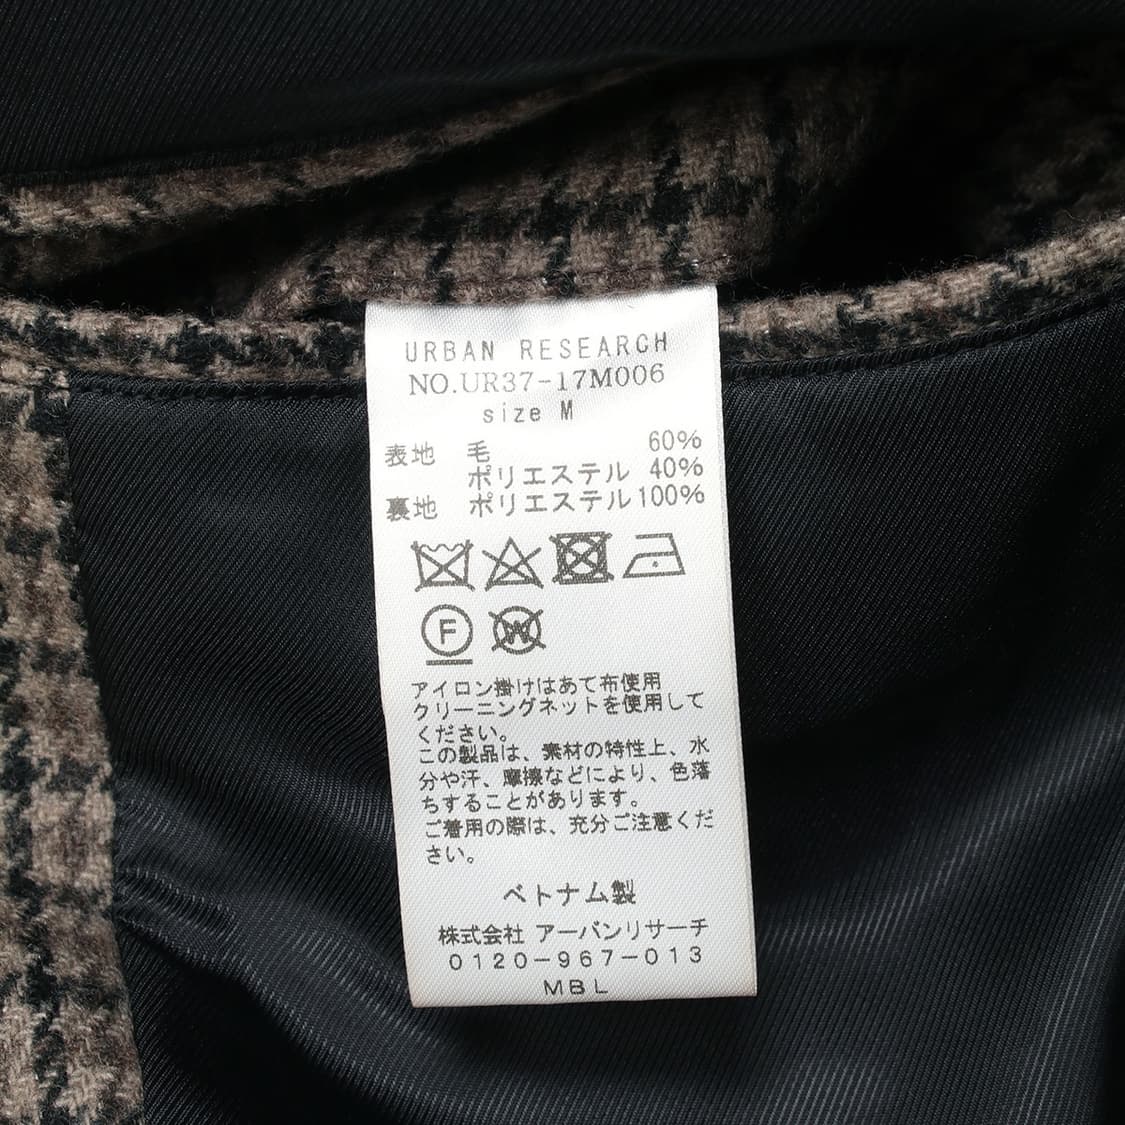 URBAN RESEARCH
NO.UR37-17M006
size M
表地 毛 60%
ポリエステル 40%
裏地 ポリエステル 100%
F W
アイロン掛けはあて布使用
クリーニングネットを使用して
ください。
この製品は、素材の特性上、水
分や汗、摩擦などにより、色落
ちすることがあります。
ご着用の際は、充分ご注意くだ
さい。
ベトナム製
株式会社 アーバンリサーチ
0120-967-013
MBL